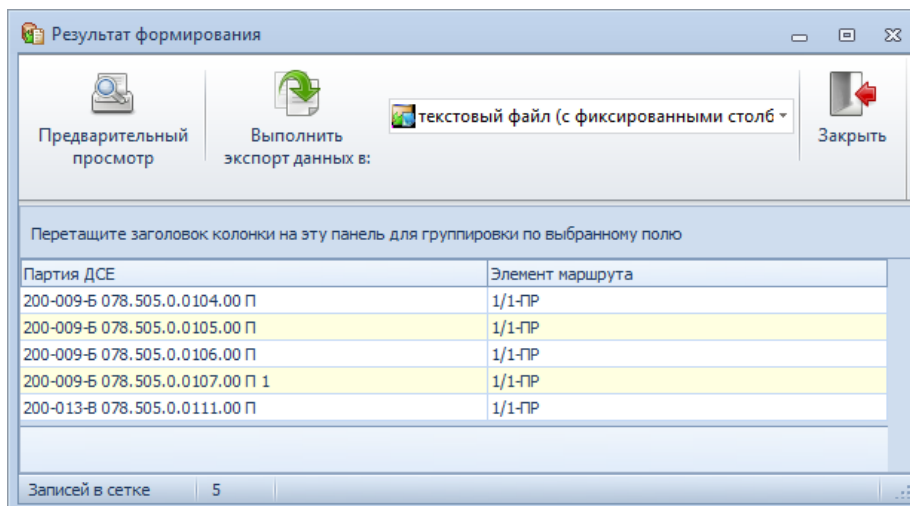 Результат формирования
Предварительный просмотр
Выполнить экспорт данных в:
текстовый файл (с фиксированными столб
Закрыть
Перетащите заголовок колонки на эту панель для группировки по выбранному полю
Партия ДСЕ Элемент маршрута
200-009-Б 078.505.0.0104.00 П 1/1-ПР
200-009-Б 078.505.0.0105.00 П 1/1-ПР
200-009-Б 078.505.0.0106.00 П 1/1-ПР
200-009-Б 078.505.0.0107.00 П 1 1/1-ПР
200-013-В 078.505.0.0111.00 П 1/1-ПР
Записей в сетке 5